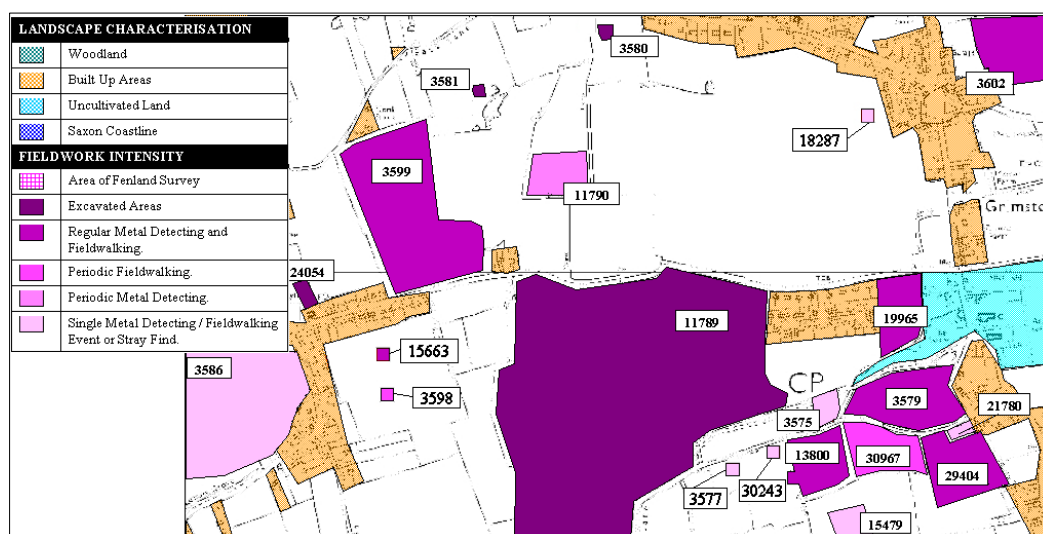 LANDSCAPE CHARACTERISATION
Woodland
Built Up Areas
Uncultivated Land
Saxon Coastline
FIELDWORK INTENSITY
Area of Fenland Survey
Excavated Areas
Regular Metal Detecting and
Fieldwalking.
Periodic Fieldwalking.
Periodic Metal Detecting.
Single Metal Detecting / Fieldwalking
Event or Stray Find.
3580
3581
3602
18287
3599
11790
Grimsto
24054
11789
19965
15663
3586
3598
CP
3579
3575
21780
13800
30967
29404
3577
30243
15479